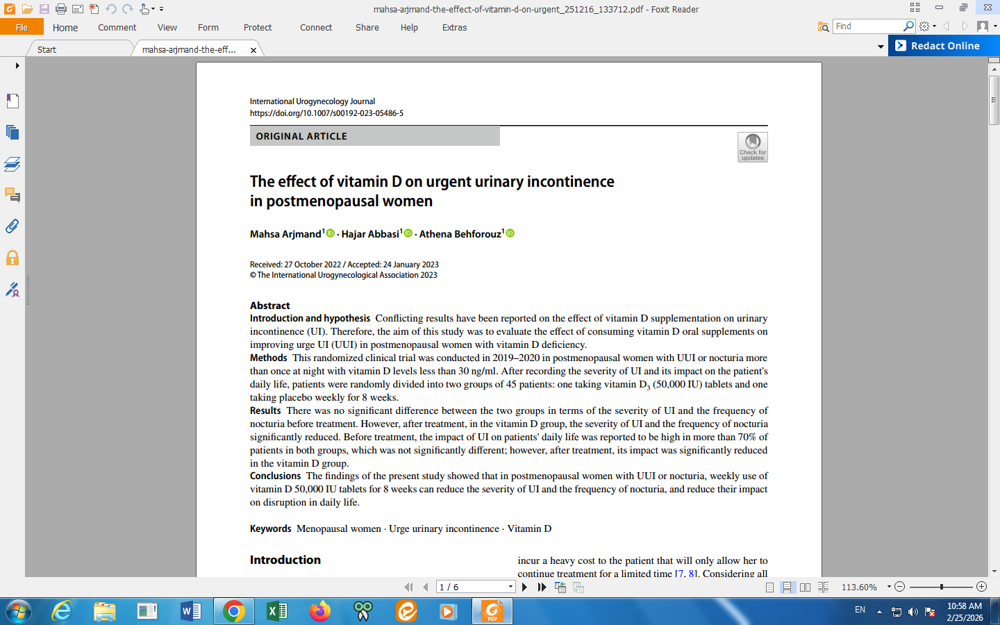 mahsa-arjmand-the-effect-of-vitamin-d-on-urgent_251216_133712.pdf - Foxit Reader
File Home Comment View Form Protect Connect Share Help Extras
Find
Start
mahsa-arjmand-the-eff... x
Redact Online
International Urogynecology Journal
https://doi.org/10.1007/s00192-023-05486-5
ORIGINAL ARTICLE
Check for
updates
The effect of vitamin D on urgent urinary incontinence
in postmenopausal women
Mahsa Arjmand1 iD · Hajar Abbasi1 iD · Athena Behforouz1 iD
Received: 27 October 2022 / Accepted: 24 January 2023
© The International Urogynecological Association 2023
Abstract
Introduction and hypothesis Conflicting results have been reported on the effect of vitamin D supplementation on urinary
incontinence (UI). Therefore, the aim of this study was to evaluate the effect of consuming vitamin D oral supplements on
improving urge UI (UUI) in postmenopausal women with vitamin D deficiency.
Methods This randomized clinical trial was conducted in 2019–2020 in postmenopausal women with UUI or nocturia more
than once at night with vitamin D levels less than 30 ng/ml. After recording the severity of UI and its impact on the patient's
daily life, patients were randomly divided into two groups of 45 patients: one taking vitamin D3 (50,000 IU) tablets and one
taking placebo weekly for 8 weeks.
Results There was no significant difference between the two groups in terms of the severity of UI and the frequency of
nocturia before treatment. However, after treatment, in the vitamin D group, the severity of UI and the frequency of nocturia
significantly reduced. Before treatment, the impact of UI on patients' daily life was reported to be high in more than 70% of
patients in both groups, which was not significantly different; however, after treatment, its impact was significantly reduced
in the vitamin D group.
Conclusions The findings of the present study showed that in postmenopausal women with UUI or nocturia, weekly use of
vitamin D 50,000 IU tablets for 8 weeks can reduce the severity of UI and the frequency of nocturia, and reduce their impact
on disruption in daily life.
Keywords Menopausal women · Urge urinary incontinence · Vitamin D
Introduction
incur a heavy cost to the patient that will only allow her to
continue treatment for a limited time [7, 8]. Considering all
1 / 6
113.60%
PDF
EN
10:58 AM
2/25/2026